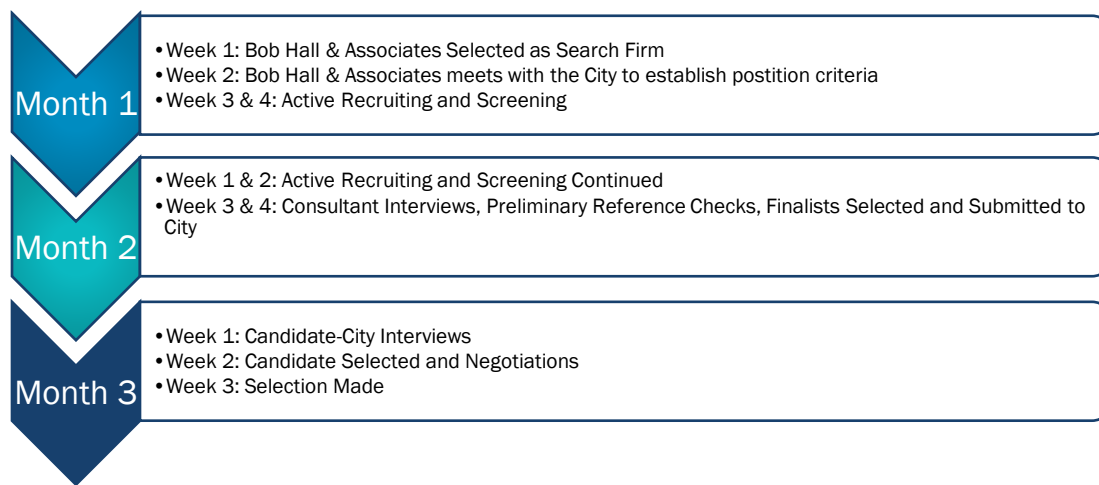 Month 1
•Week 1: Bob Hall & Associates Selected as Search Firm
•Week 2: Bob Hall & Associates meets with the City to establish postition criteria
•Week 3 & 4: Active Recruiting and Screening
Month 2
•Week 1 & 2: Active Recruiting and Screening Continued
•Week 3 & 4: Consultant Interviews, Preliminary Reference Checks, Finalists Selected and Submitted to
City
Month 3
•Week 1: Candidate-City Interviews
•Week 2: Candidate Selected and Negotiations
•Week 3: Selection Made